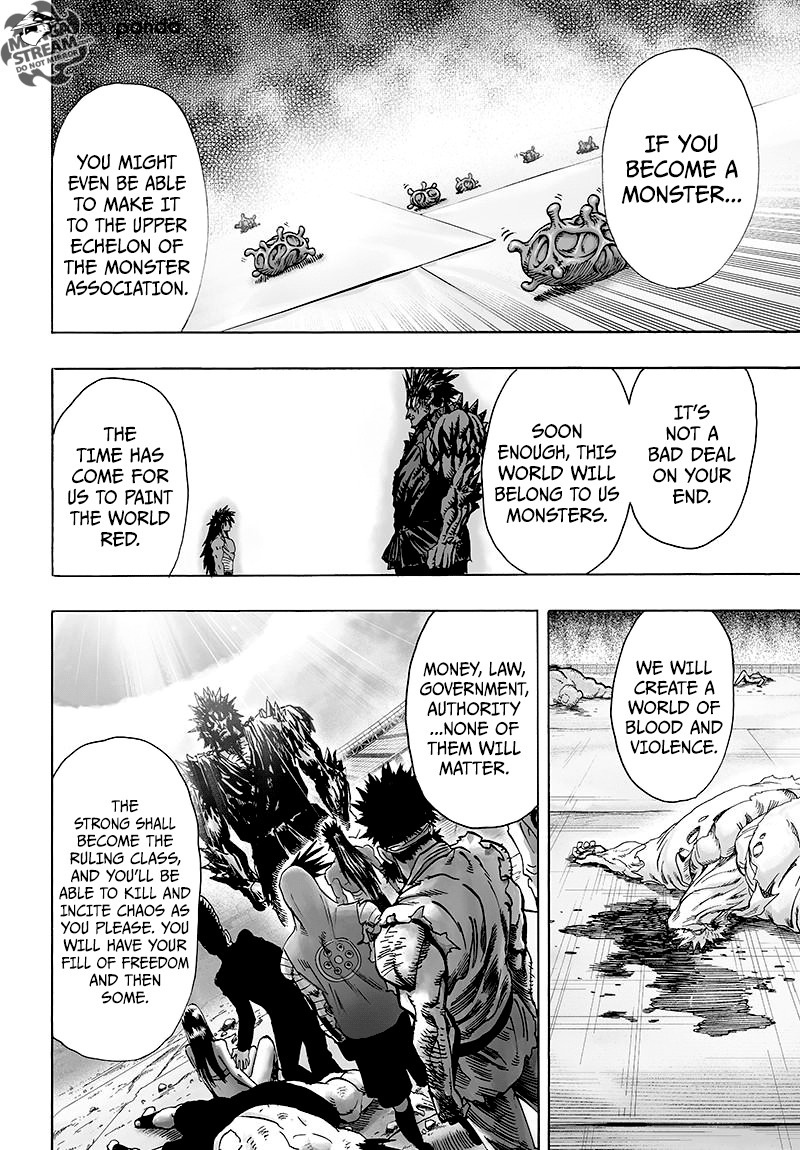 MANGA
STREAM
DO NOT MIRROR
panda
IF YOU
BECOME A
MONSTER...
YOU MIGHT
EVEN BE ABLE
TO MAKE IT
TO THE UPPER
ECHELON OF
THE MONSTER
ASSOCIATION.
IT'S
NOT A
BAD DEAL
ON YOUR
END.
SOON
ENOUGH, THIS
WORLD WILL
BELONG TO US
MONSTERS.
THE
TIME HAS
COME FOR
US TO PAINT
THE WORLD
RED.
WE WILL
CREATE A
WORLD OF
BLOOD AND
VIOLENCE.
MONEY, LAW,
GOVERNMENT,
AUTHORITY
...NONE OF
THEM WILL
MATTER.
THE
STRONG SHALL
BECOME THE
RULING CLASS,
AND YOU'LL BE
ABLE TO KILL AND
INCITE CHAOS AS
YOU PLEASE. YOU
WILL HAVE YOUR
FILL OF FREEDOM
AND THEN
SOME.